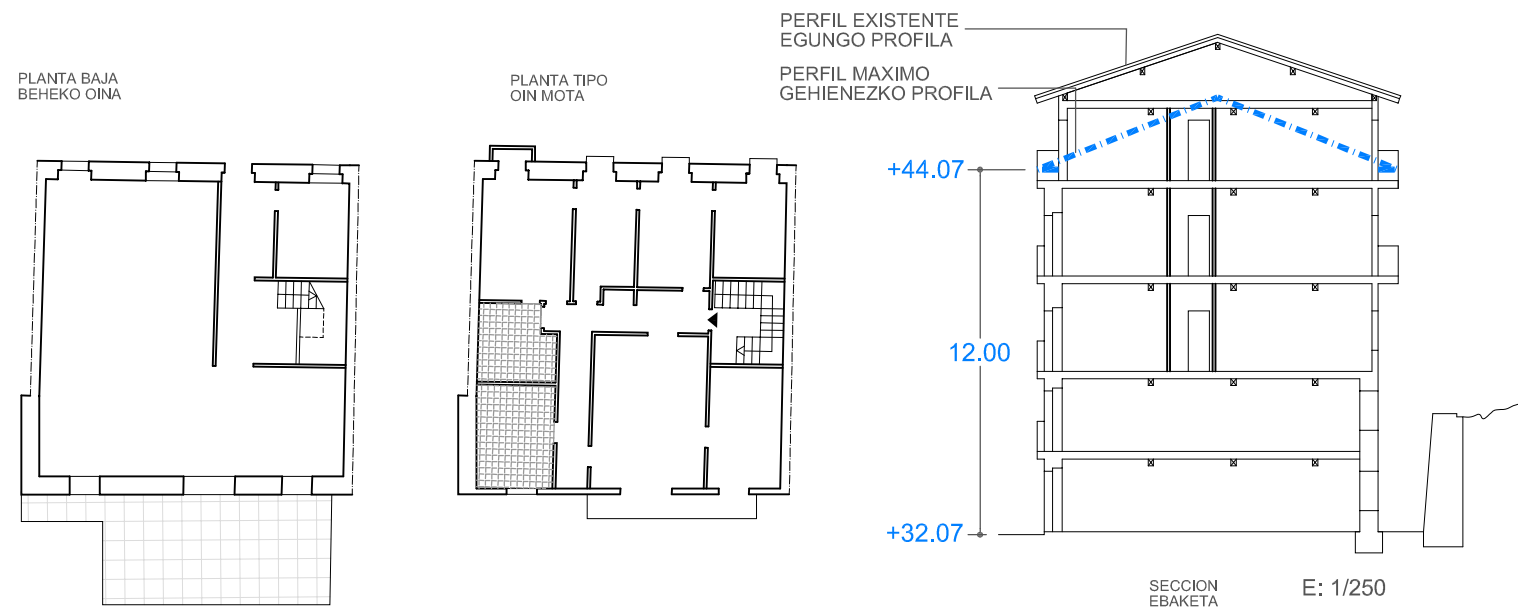 PLANTA BAJA
BEHEKO OINA
PLANTA TIPO
OIN MOTA
PERFIL EXISTENTE
EGUNGO PROFILA
PERFIL MAXIMO
GEHIENEZKO PROFILA
+44.07
12.00
+32.07
SECCION
EBAKETA
E: 1/250